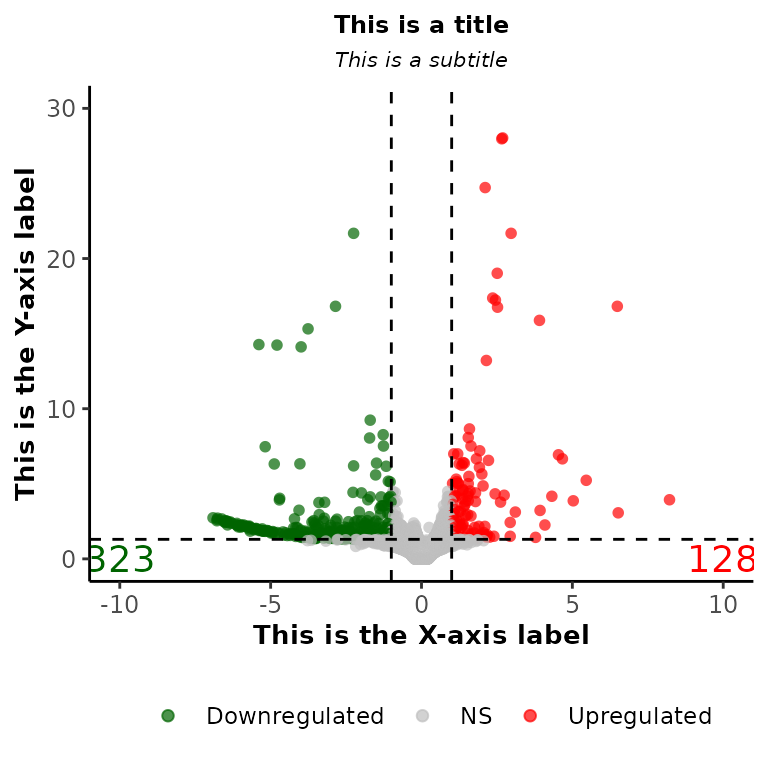 This is a title
This is a subtitle
This is the Y-axis label
30
20
10
0
323
128
-10
-5
0
5
10
This is the X-axis label
Downregulated
NS
Upregulated